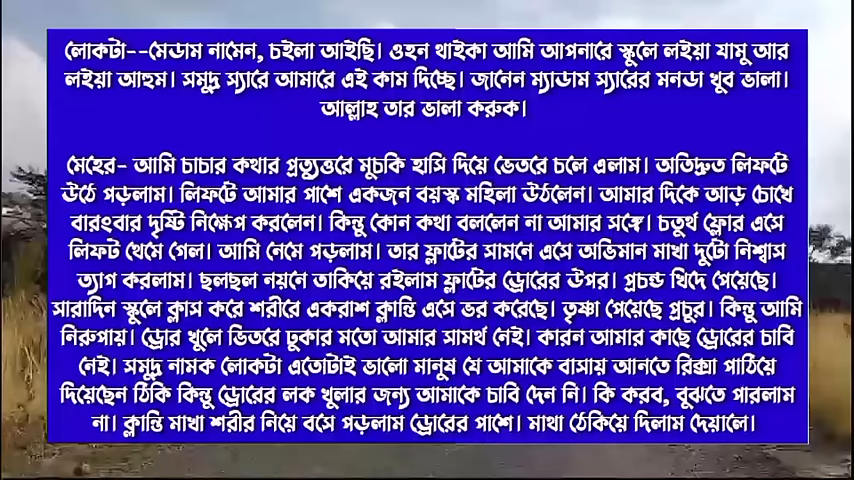 লোকটা--মেডাম নামেন, চইলা আইছি। ওহন থাইকা আমি আপনারে স্কুলে লইয়া যামু আর
লইয়া আহুম। সমুদ্র স্যারে আমারে এই কাম দিচ্ছে। জানেন ম্যাডাম স্যারের মনডা খুব ভালা।
আল্লাহ তার ভালা করুক।
মেহের- আমি চাচার কথার প্রত্যুত্তরে মুচকি হাসি দিয়ে ভেতরে চলে এলাম। অতিদ্রুত লিফটে
উঠে পড়লাম। লিফটে আমার পাশে একজন বয়স্ক মহিলা উঠলেন। আমার দিকে আড় চোখে
বারংবার দৃষ্টি নিক্ষেপ করলেন। কিন্তু কোন কথা বললেন না আমার সঙ্গে। চতুর্থ ফ্লোর এসে
লিফট থেমে গেল। আমি নেমে পড়লাম। তার ফ্লাটের সামনে এসে অভিমান মাখা দুটো নিশ্বাস
ত্যাগ করলাম। ছলছল নয়নে তাকিয়ে রইলাম ফ্লাটের ড্রোরের উপর। প্রচন্ড খিদে পেয়েছে।
সারাদিন স্কুলে ক্লাস করে শরীরে একরাশ ক্লান্তি এসে ভর করেছে। তৃষ্ণা পেয়েছে প্রচুর। কিন্তু আমি
নিরুপায়। ড্রোর খুলে ভিতরে ঢুকার মতো আমার সামর্থ নেই। কারন আমার কাছে ড্রোরের চাবি
নেই। সমুদ্র নামক লোকটা এতোটাই ভালো মানুষ যে আমাকে বাসায় আনতে রিক্সা পাঠিয়ে
দিয়েছেন ঠিকি কিন্তু ড্রোরের লক খুলার জন্য আমাকে চাবি দেন নি। কি করব, বুঝতে পারলাম
না। ক্লান্তি মাখা শরীর নিয়ে বসে পড়লাম ড্রোরের পাশে। মাথা ঠেকিয়ে দিলাম দেয়ালে।